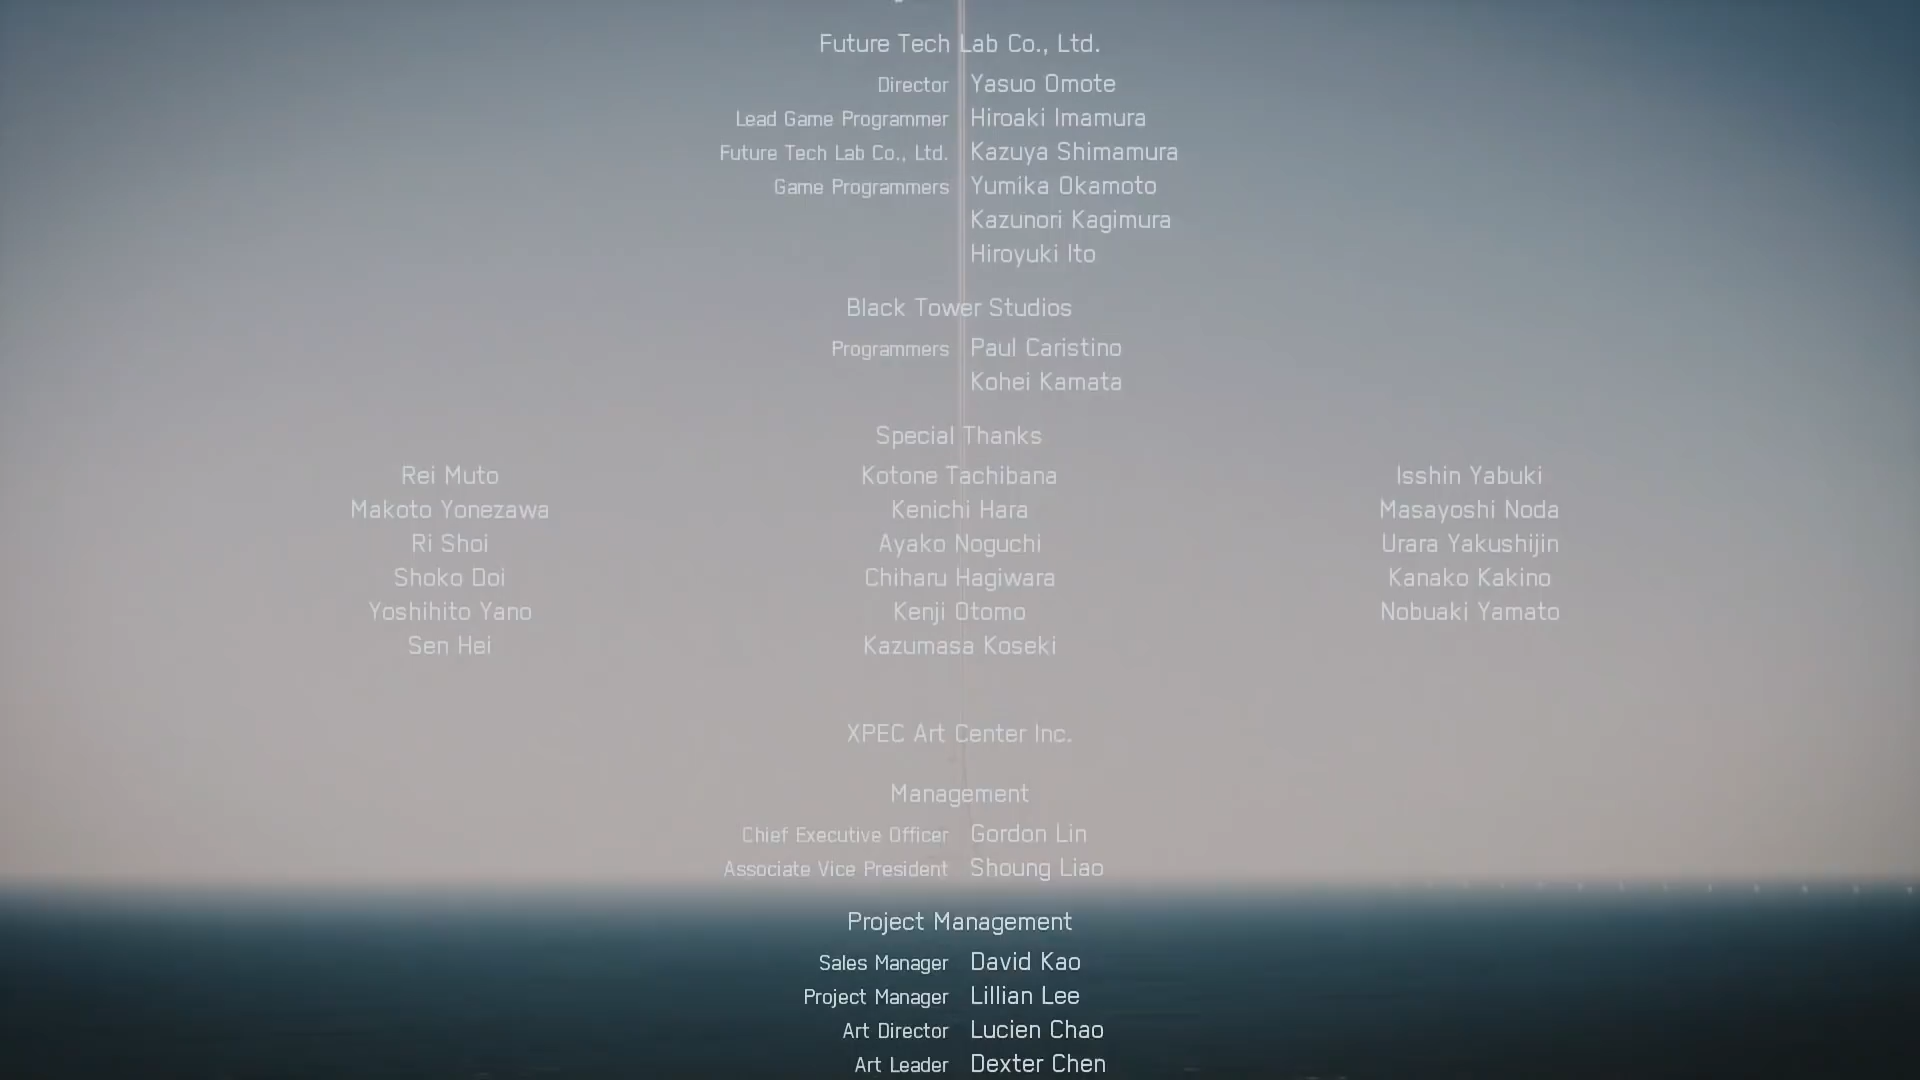 Future Tech Lab Co., Ltd.
Director Yasuo Omote
Lead Game Programmer Hiroaki Imamura
Future Tech Lab Co., Ltd. Kazuya Shimamura
Game Programmers Yumika Okamoto
Kazunori Kagimura
Hiroyuki Ito
Black Tower Studios
Programmers Paul Caristino
Kohei Kamata
Special Thanks
Rei Muto Kotone Tachibana Isshin Yabuki
Makoto Yonezawa Kenichi Hara Masayoshi Noda
Ri Shoi Ayako Noguchi Urara Yakushijin
Shoko Doi Chiharu Hagiwara Kanako Kakino
Yoshihito Yano Kenji Otomo Nobuaki Yamato
Sen Hei Kazumasa Koseki
XPEC Art Center Inc.
Management
Chief Executive Officer Gordon Lin
Associate Vice President Shoung Liao
Project Management
Sales Manager David Kao
Project Manager Lillian Lee
Art Director Lucien Chao
Art Leader Dexter Chen